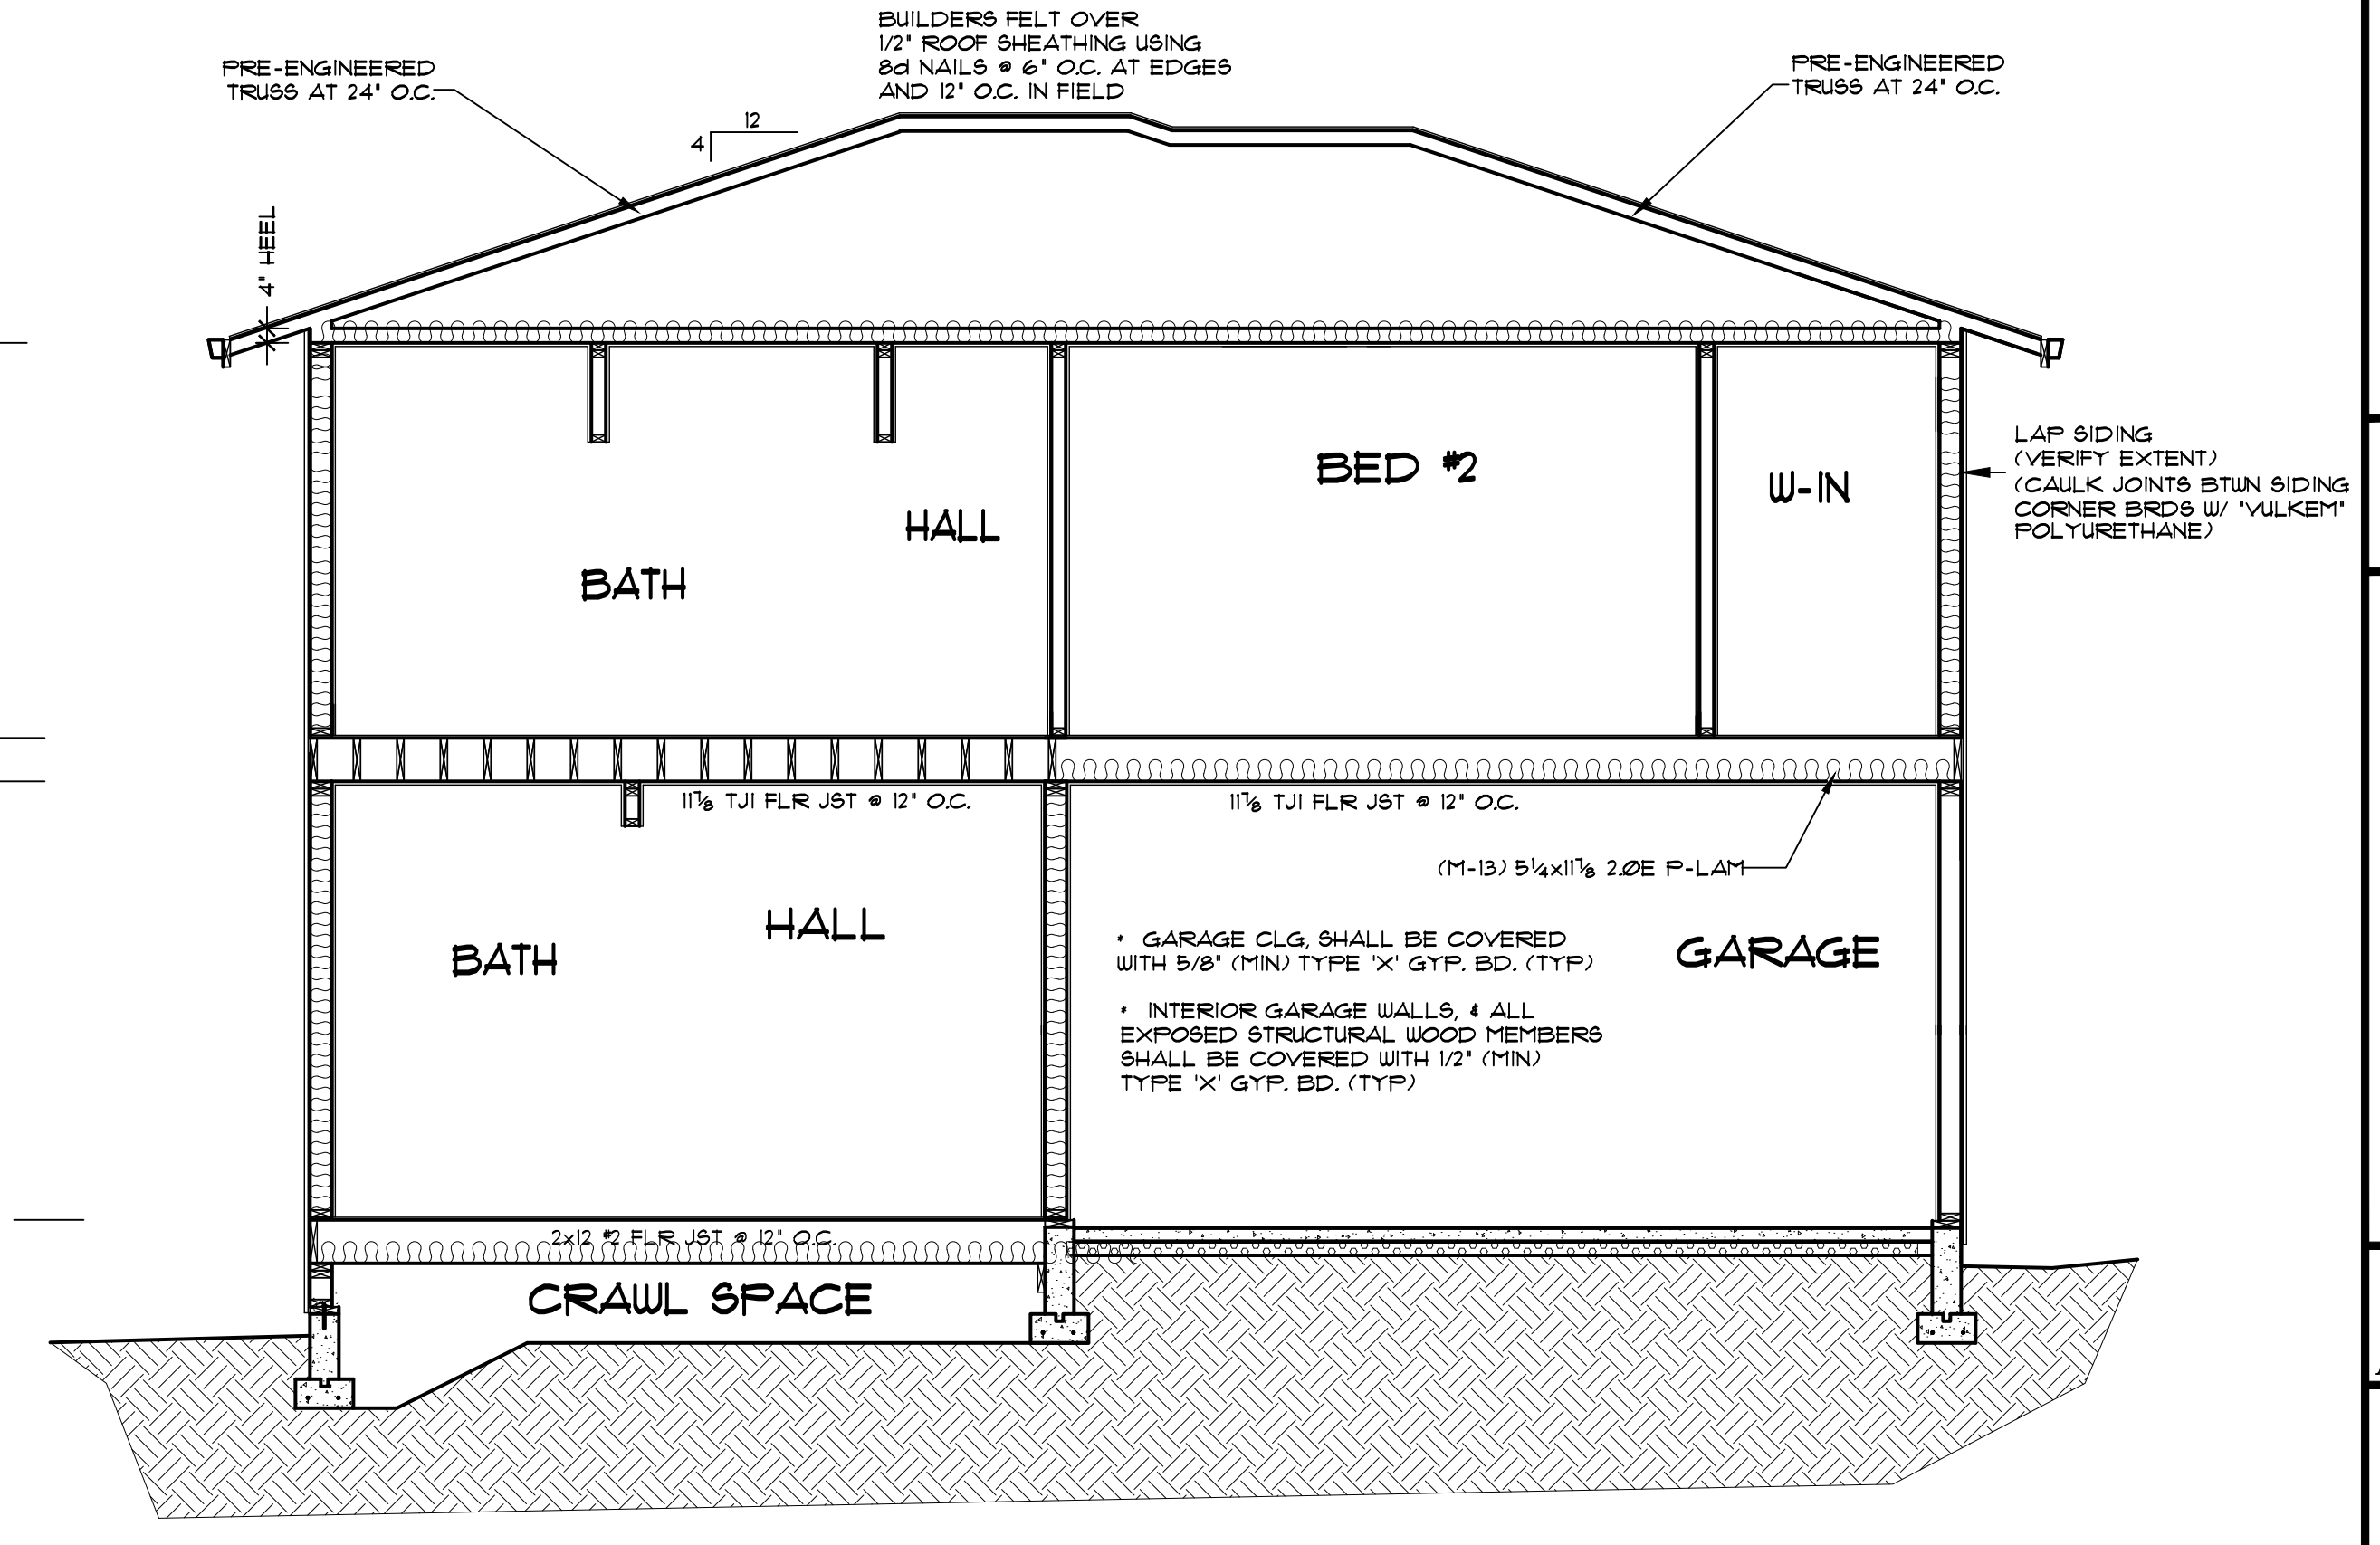 BUILDERS FELT OVER
1/2" ROOF SHEATHING USING
8d NAILS @ 6" O.C. AT EDGES
AND 12" O.C. IN FIELD
PRE-ENGINEERED
TRUSS AT 24" O.C.
PRE-ENGINEERED
TRUSS AT 24" O.C.
12
4
4" HEEL
LAP SIDING
(VERIFY EXTENT)
(CAULK JOINTS BTWN SIDING
CORNER BRDS W/ "VULKEM"
POLYURETHANE)
BED #2
W-IN
HALL
BATH
11⅞ TJI FLR JST @ 12" O.C.
11⅞ TJI FLR JST @ 12" O.C.
(M-13) 5¼x11⅞ 2.0E P-LAM
HALL
BATH
GARAGE
* GARAGE CLG, SHALL BE COVERED
WITH 5/8" (MIN) TYPE 'X' GYP. BD. (TYP)
* INTERIOR GARAGE WALLS, & ALL
EXPOSED STRUCTURAL WOOD MEMBERS
SHALL BE COVERED WITH 1/2" (MIN)
TYPE 'X' GYP. BD. (TYP)
2x12 #2 FLR JST @ 12" O.C.
CRAWL SPACE